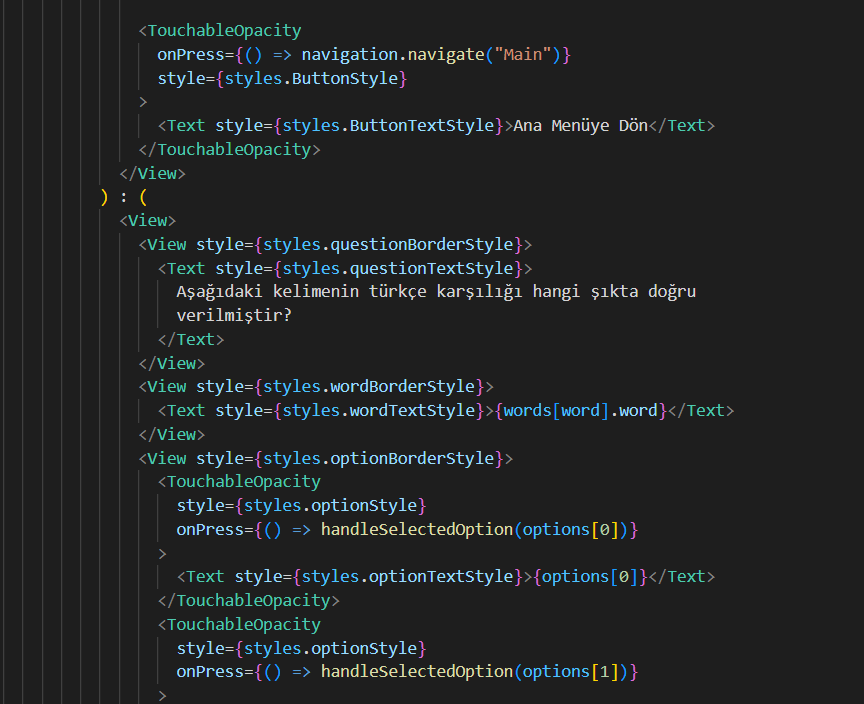 <TouchableOpacity
onPress={() => navigation.navigate("Main")}
style={styles.ButtonStyle}
>
<Text style={styles.ButtonTextStyle}>Ana Menüye Dön</Text>
</TouchableOpacity>
</View>
) : (
<View>
<View style={styles.questionBorderStyle}>
<Text style={styles.questionTextStyle}>
Aşağıdaki kelimenin türkçe karşılığı hangi şıkta doğru
verilmiştir?
</Text>
</View>
<View style={styles.wordBorderStyle}>
<Text style={styles.wordTextStyle}>{words[word].word}</Text>
</View>
<View style={styles.optionBorderStyle}>
<TouchableOpacity
style={styles.optionStyle}
onPress={() => handleSelectedOption(options[0])}
>
<Text style={styles.optionTextStyle}>{options[0]}</Text>
</TouchableOpacity>
<TouchableOpacity
style={styles.optionStyle}
onPress={() => handleSelectedOption(options[1])}
>